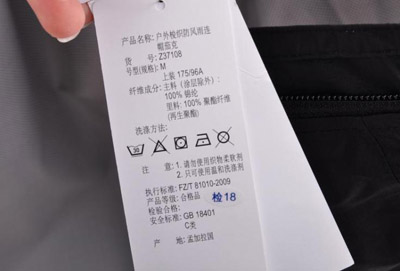 产品名称: 户外梭织防风雨连
帽茄克
货 号: Z37108
号型(规格): M
上装 175/96A
纤维成分: 主料 (涂层除外):
100% 锦纶
里料: 100% 聚酯纤维
(再生聚酯)
洗涤方法:
30
注 意: 1. 请勿使用织物柔软剂
2. 只可使用温和洗涤剂
执行标准: FZ/T 81010-2009
产品等级: 合格品
检验合格: 检18
安全标准: GB 18401
C类
产 地: 孟加拉国